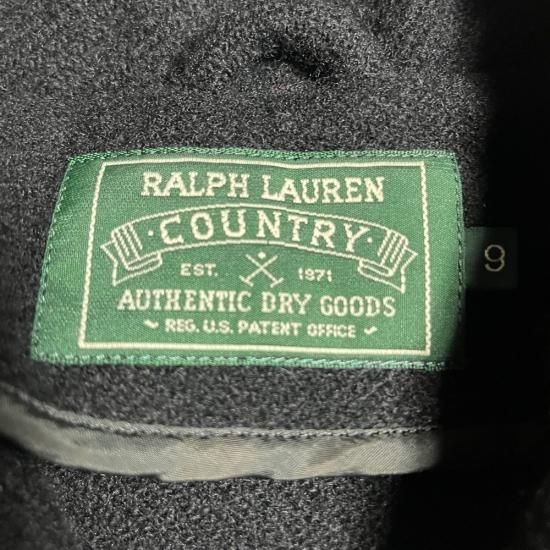 RALPH LAUREN
·COUNTRY·
EST. 1971
AUTHENTIC DRY GOODS
~ REG. U.S. PATENT OFFICE ~
9